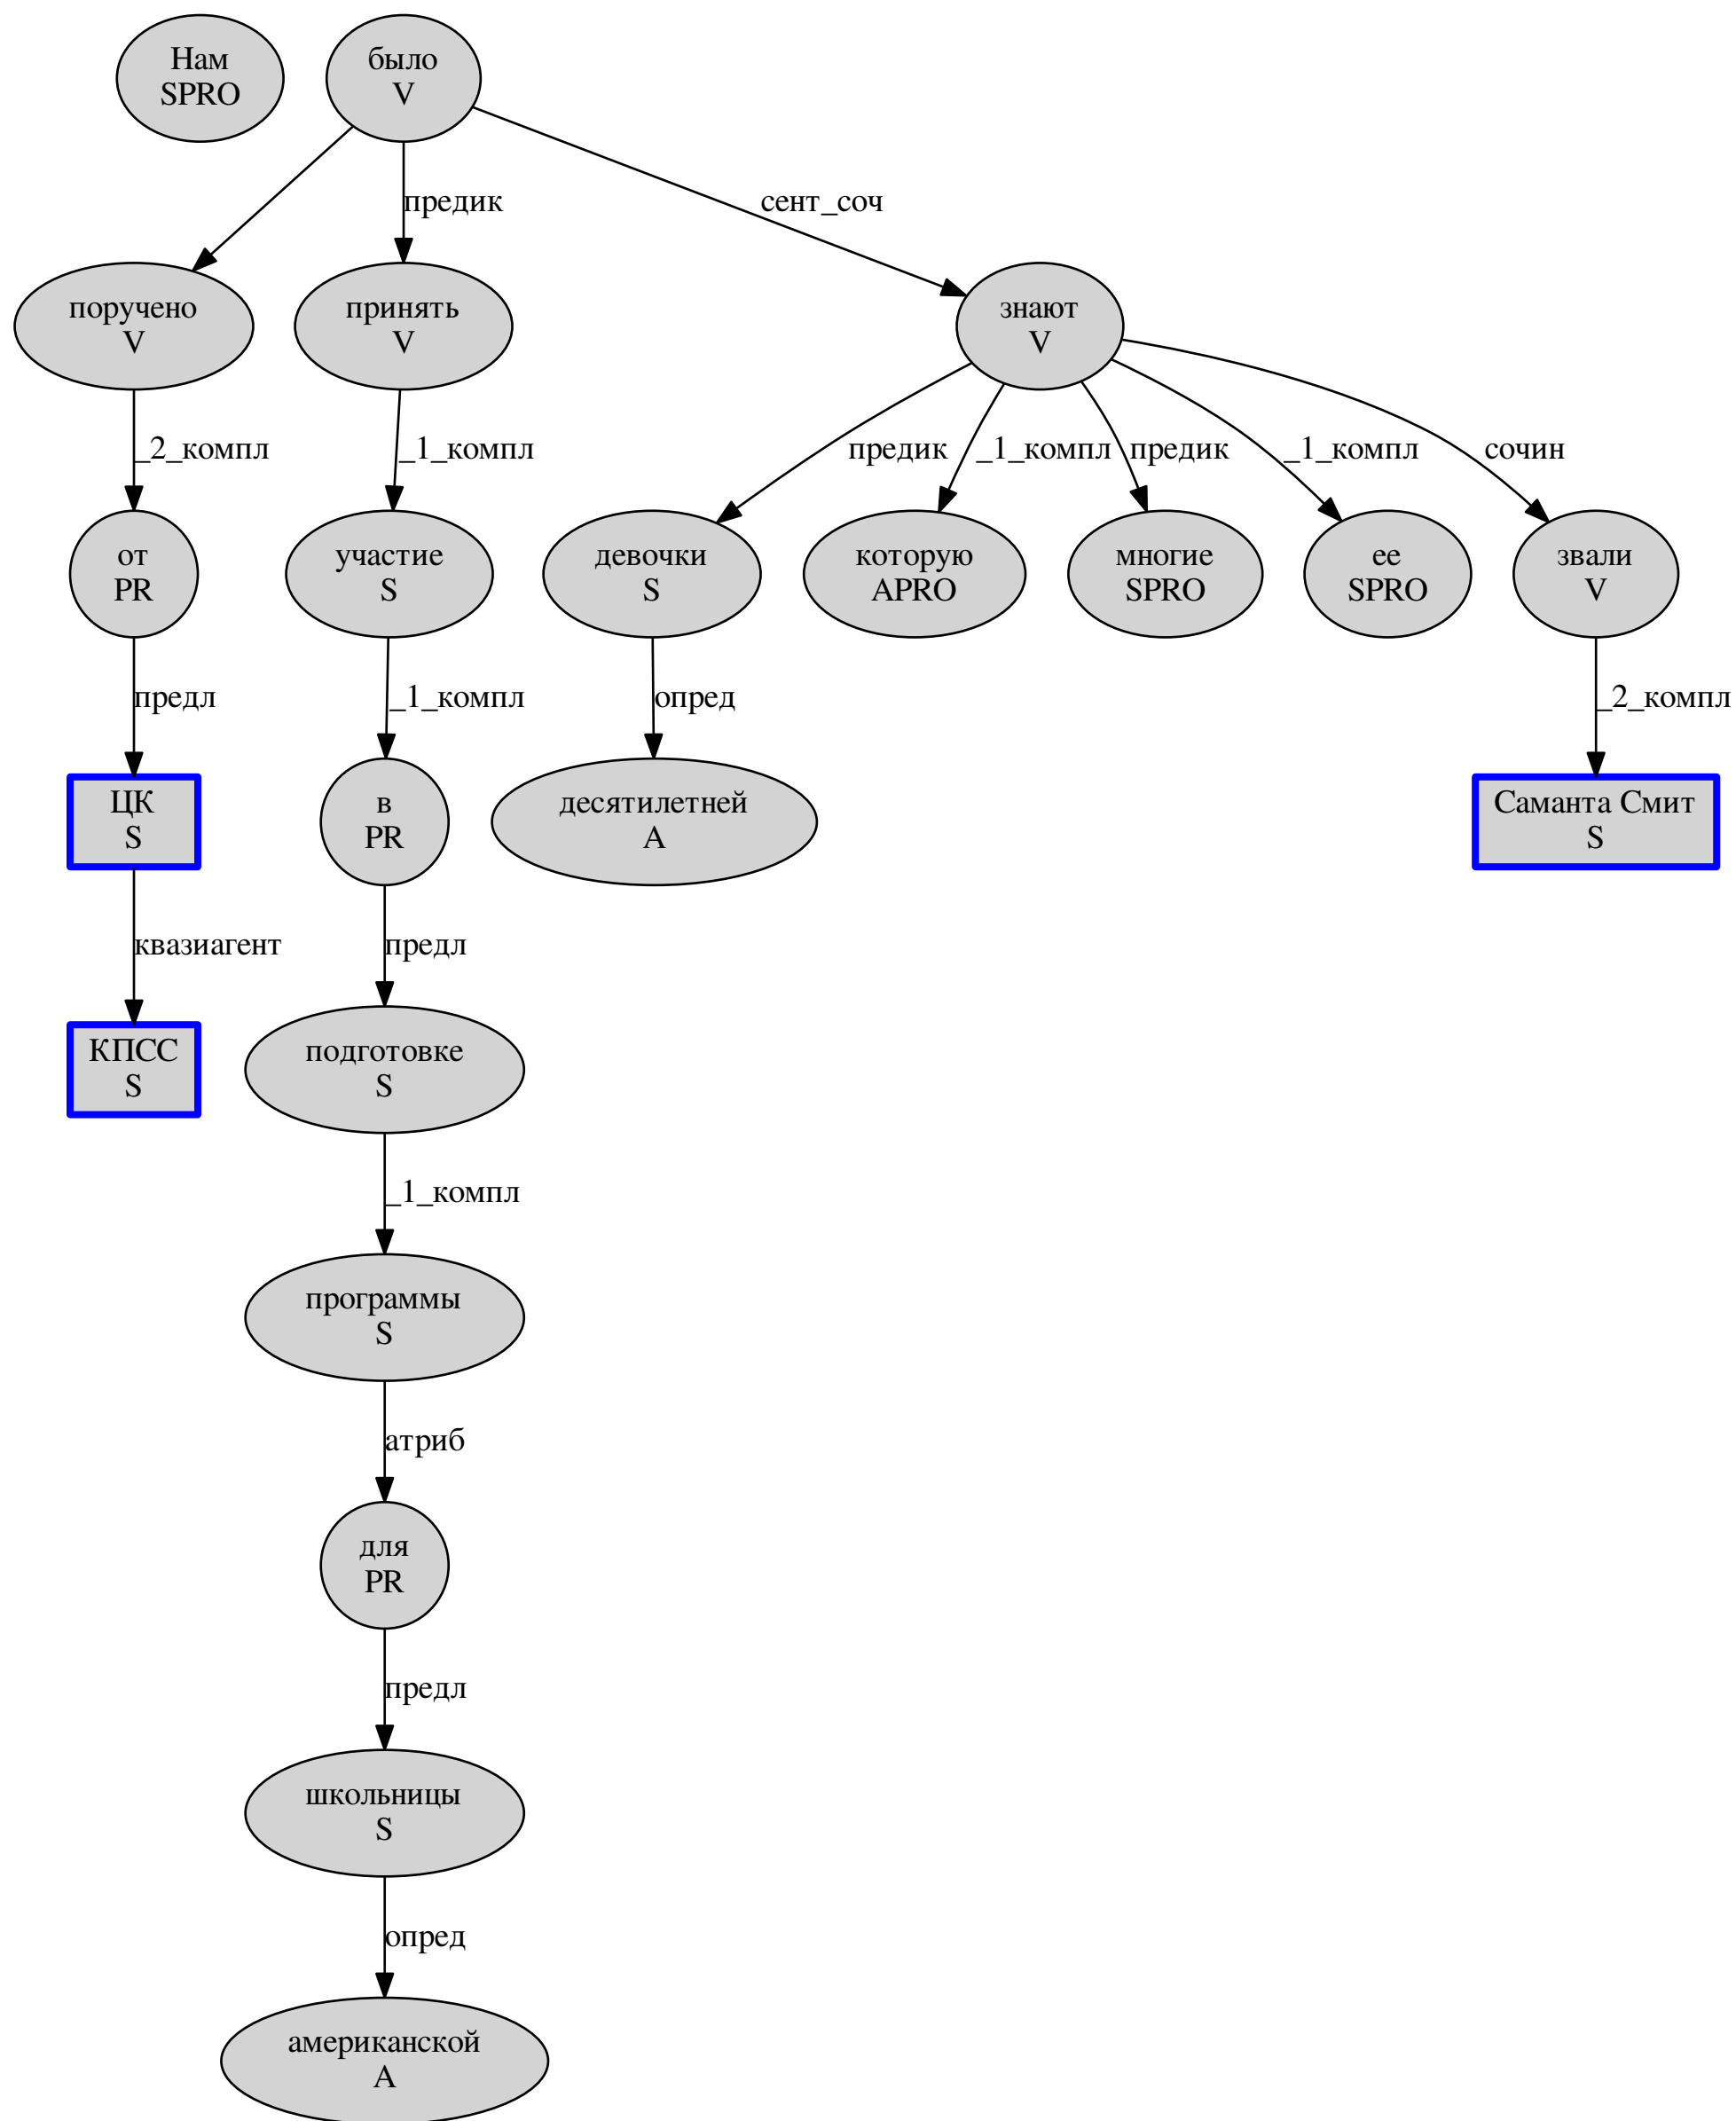 Нам
SPRO
было
V
предик
сент_соч
поручено
V
принять
V
знают
V
_2_компл
_1_компл
предик
_1_компл
предик
_1_компл
сочин
от
PR
участие
S
девочки
S
которую
APRO
многие
SPRO
ее
SPRO
звали
V
предл
_1_компл
опред
_2_компл
ЦК
S
в
PR
десятилетней
A
Саманта Смит
S
квазиагент
предл
КПСС
S
подготовке
S
_1_компл
программы
S
атриб
для
PR
предл
школьницы
S
опред
американской
A